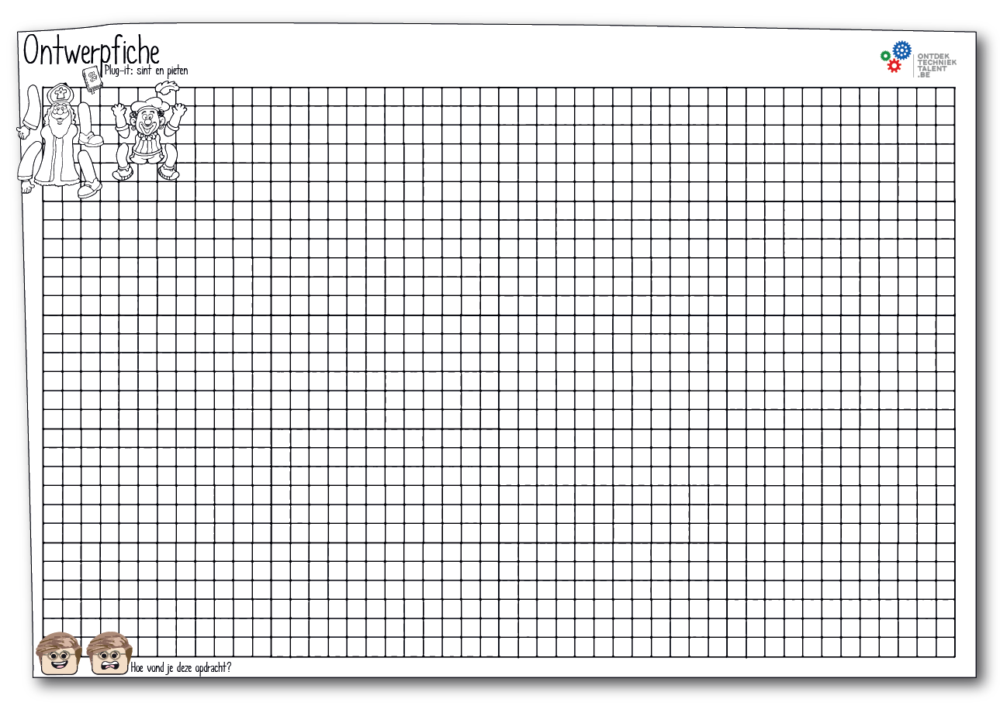 Ontwerpfiche
Plug-it: sint en pieten
ONTDEK
TECHNIEK
TALENT
.BE
S
Hoe vond je deze opdracht?